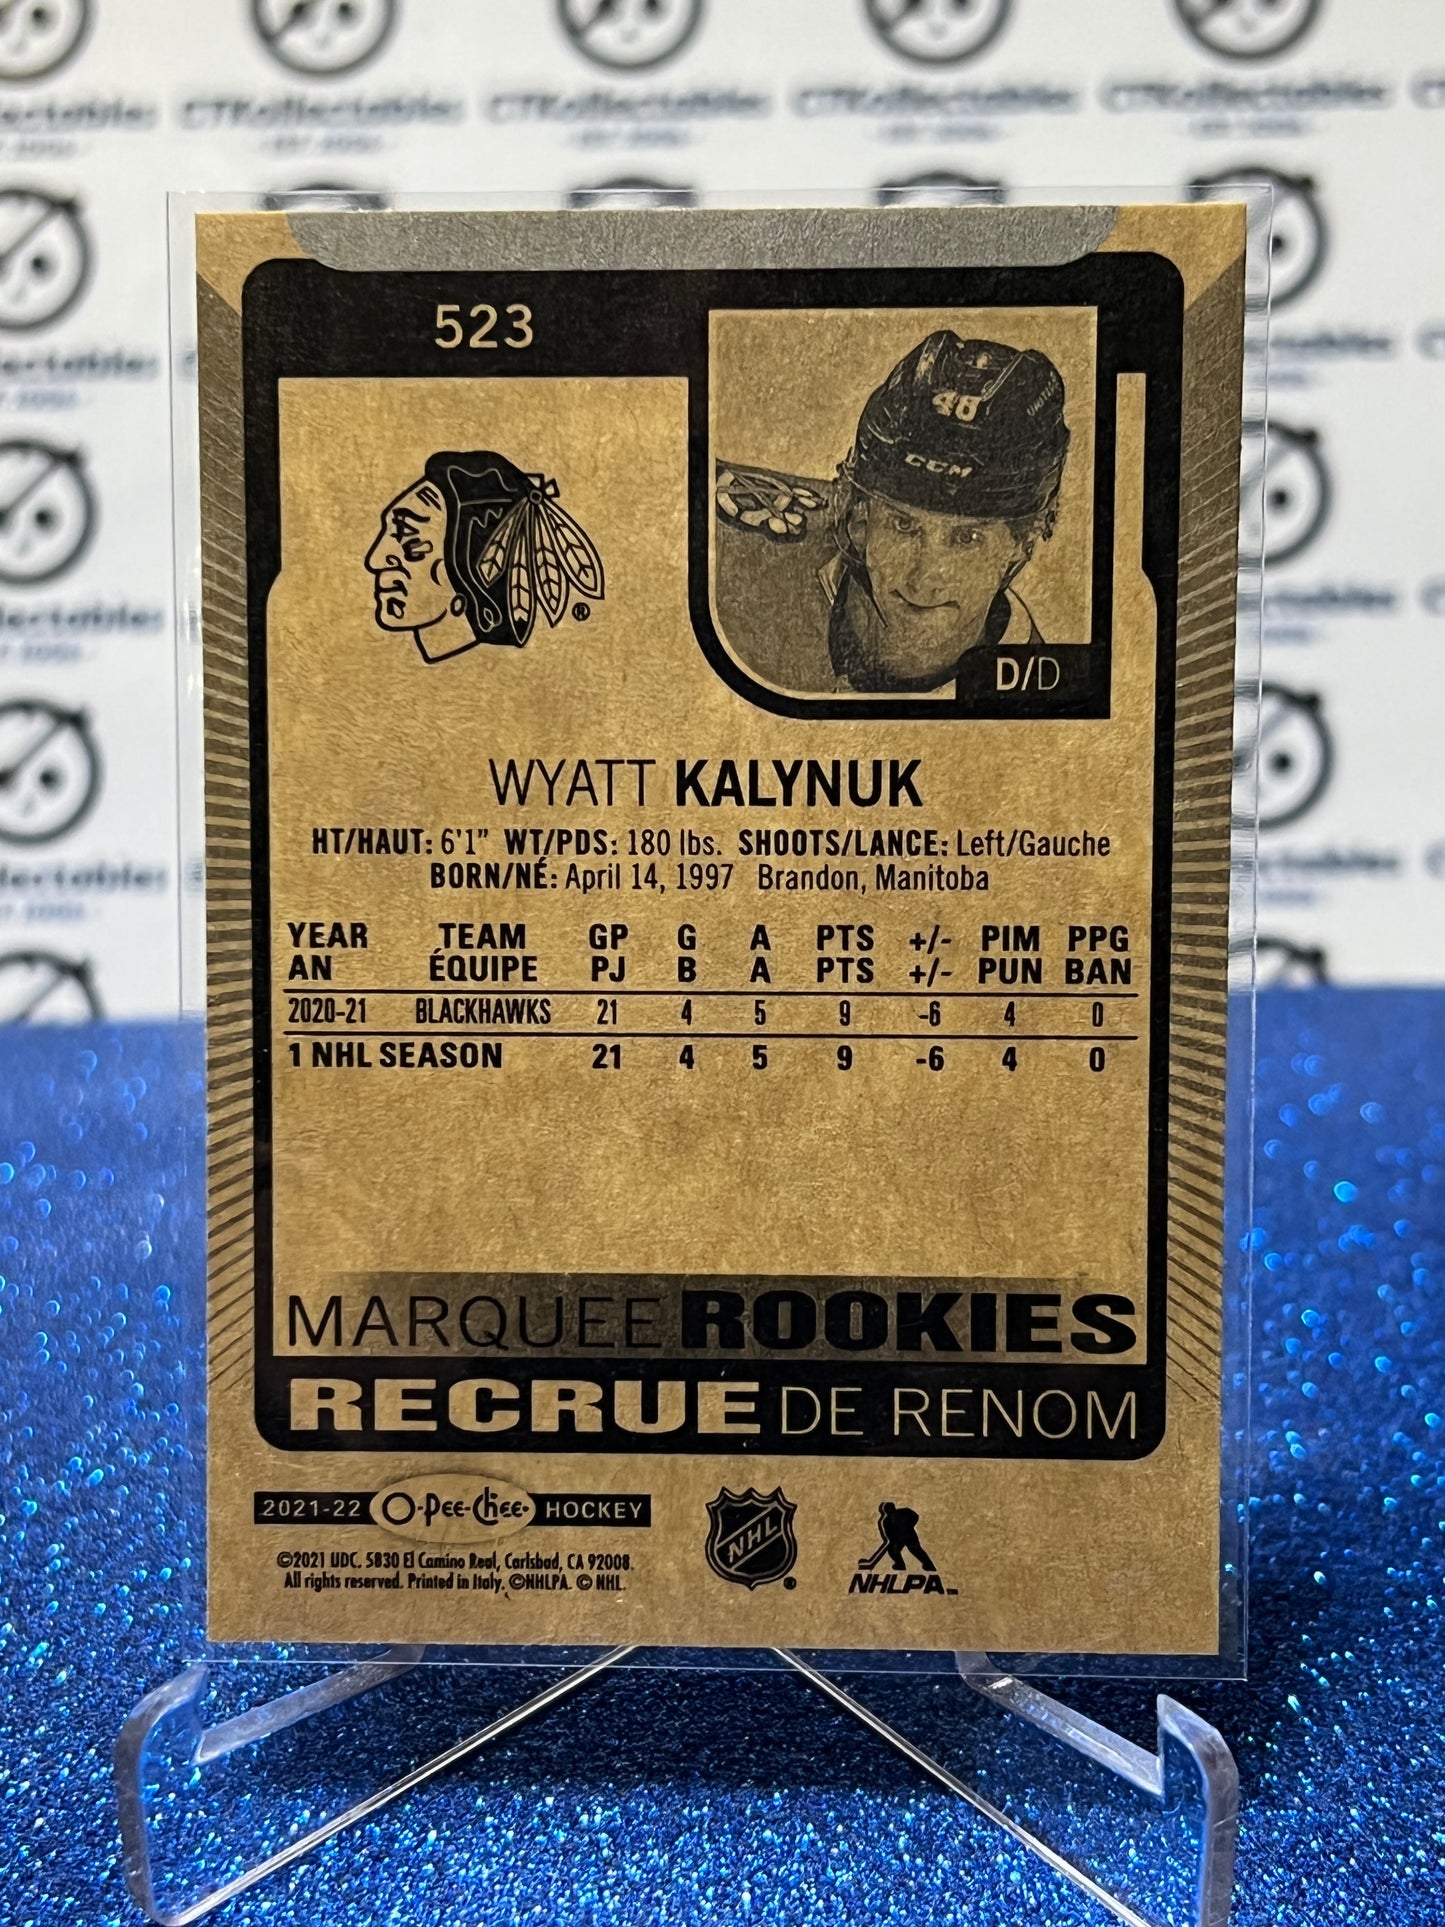 523
48
CCM
D/D
WYATT KALYNUK
HT/HAUT: 6'1" WT/PDS: 180 lbs. SHOOTS/LANCE: Left/Gauche
BORN/NÉ: April 14, 1997 Brandon, Manitoba
YEAR TEAM GP G A PTS +/- PIM PPG
AN ÉQUIPE PJ B A PTS +/- PUN BAN
2020-21 BLACKHAWKS 21 4 5 9 -6 4 0
1 NHL SEASON 21 4 5 9 -6 4 0
MARQUEE ROOKIES
RECRUE DE RENOM
2021-22 O-Pee-Chee HOCKEY
©2021 UDC. 5830 El Camino Real, Carlsbad, CA 92008.
All rights reserved. Printed in Italy. ©NHLPA. © NHL.
NHL
NHLPA
CTKollectables